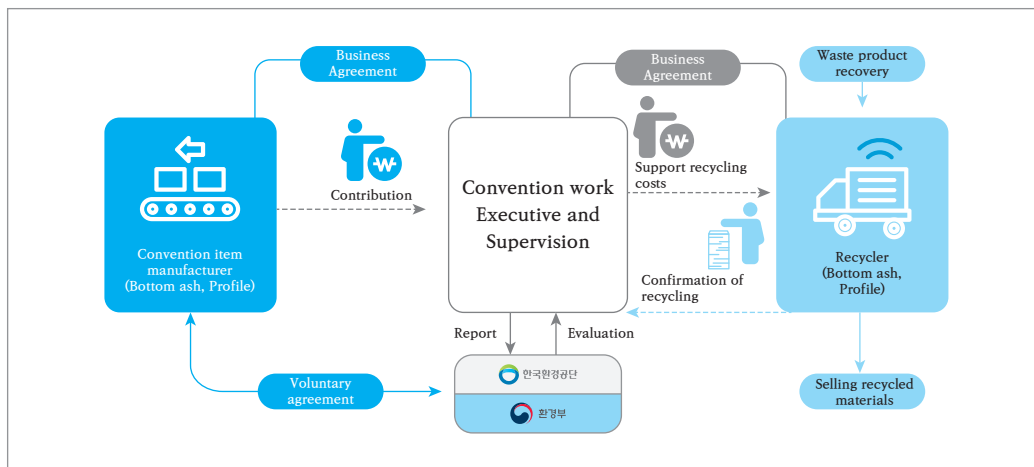 Business
Agreement
Business
Agreement
Waste product
recovery
₩
Contribution
₩
Support recycling
costs
Convention work
Executive and
Supervision
Convention item
manufacturer
(Bottom ash, Profile)
Confirmation of
recycling
Recycler
(Bottom ash,
Profile)
Report
Evaluation
한국환경공단
환경부
Voluntary
agreement
Selling recycled
materials